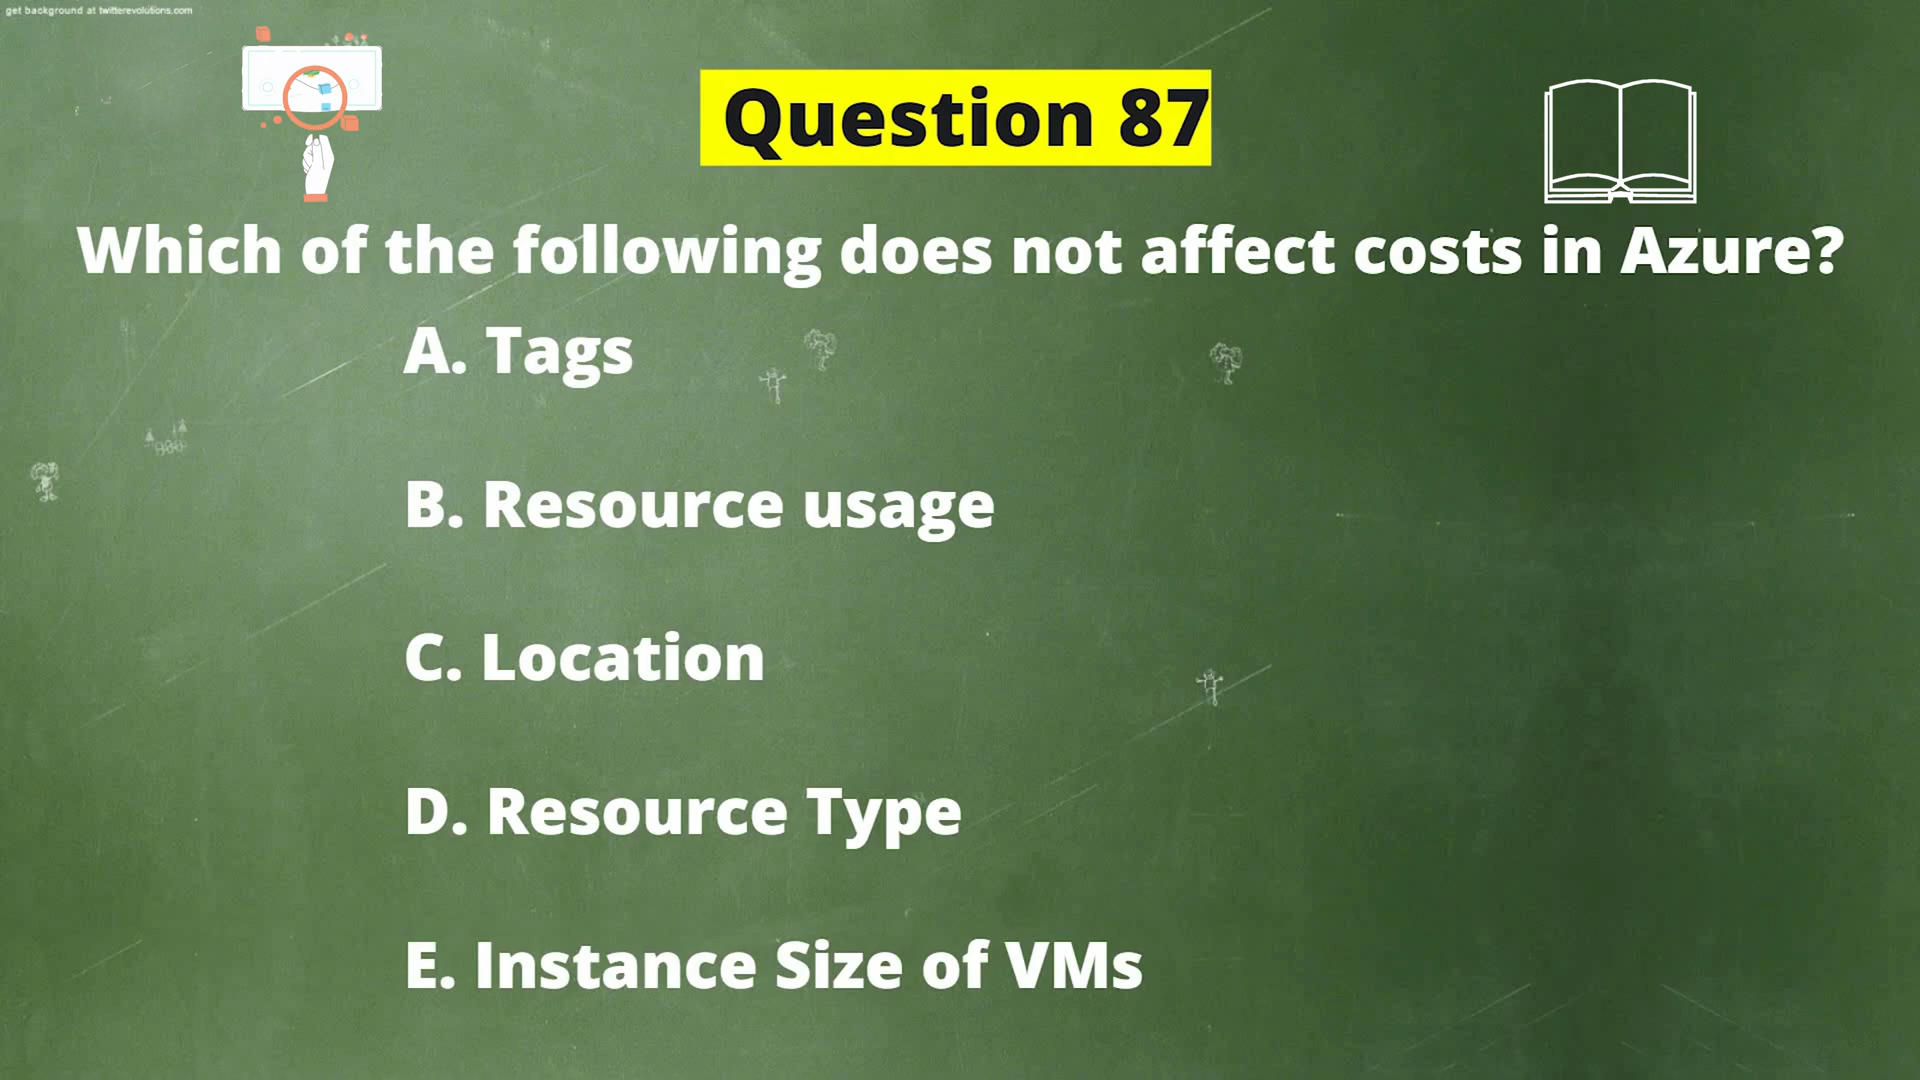 get background at twitterevolutions.com
Question 87
Which of the following does not affect costs in Azure?
A. Tags
B. Resource usage
C. Location
D. Resource Type
E. Instance Size of VMs